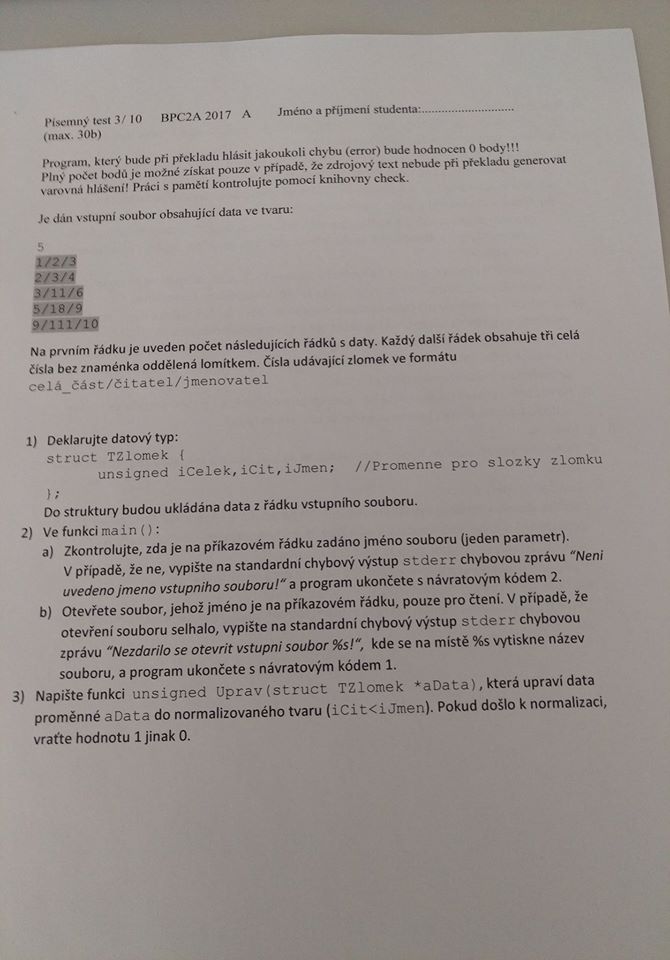 Písemný test 3/ 10 BPC2A 2017 A Jméno a příjmení studenta:............................
(max. 30b)
Program, který bude při překladu hlásit jakoukoli chybu (error) bude hodnocen 0 body!!!
Plný počet bodů je možné získat pouze v případě, že zdrojový text nebude při překladu generovat
varovná hlášení! Práci s pamětí kontrolujte pomocí knihovny check.
Je dán vstupní soubor obsahující data ve tvaru:
5
1/2/3
2/3/4
3/11/6
5/18/9
9/111/10
Na prvním řádku je uveden počet následujících řádků s daty. Každý další řádek obsahuje tři celá
čísla bez znaménka oddělená lomítkem. Čísla udávající zlomek ve formátu
celá_část/čitatel/jmenovatel
1) Deklarujte datový typ:
struct TZlomek {
unsigned iCelek,iCit,iJmen; //Promenne pro slozky zlomku
};
Do struktury budou ukládána data z řádku vstupního souboru.
2) Ve funkci main():
a) Zkontrolujte, zda je na příkazovém řádku zadáno jméno souboru (jeden parametr).
V případě, že ne, vypište na standardní chybový výstup stderr chybovou zprávu "Neni
uvedeno jmeno vstupniho souboru!" a program ukončete s návratovým kódem 2.
b) Otevřete soubor, jehož jméno je na příkazovém řádku, pouze pro čtení. V případě, že
otevření souboru selhalo, vypište na standardní chybový výstup stderr chybovou
zprávu "Nezdarilo se otevrit vstupni soubor %s!", kde se na místě %s vytiskne název
souboru, a program ukončete s návratovým kódem 1.
3) Napište funkci unsigned Uprav(struct TZlomek *aData), která upraví data
proměnné aData do normalizovaného tvaru (iCit<iJmen). Pokud došlo k normalizaci,
vraťte hodnotu 1 jinak 0.